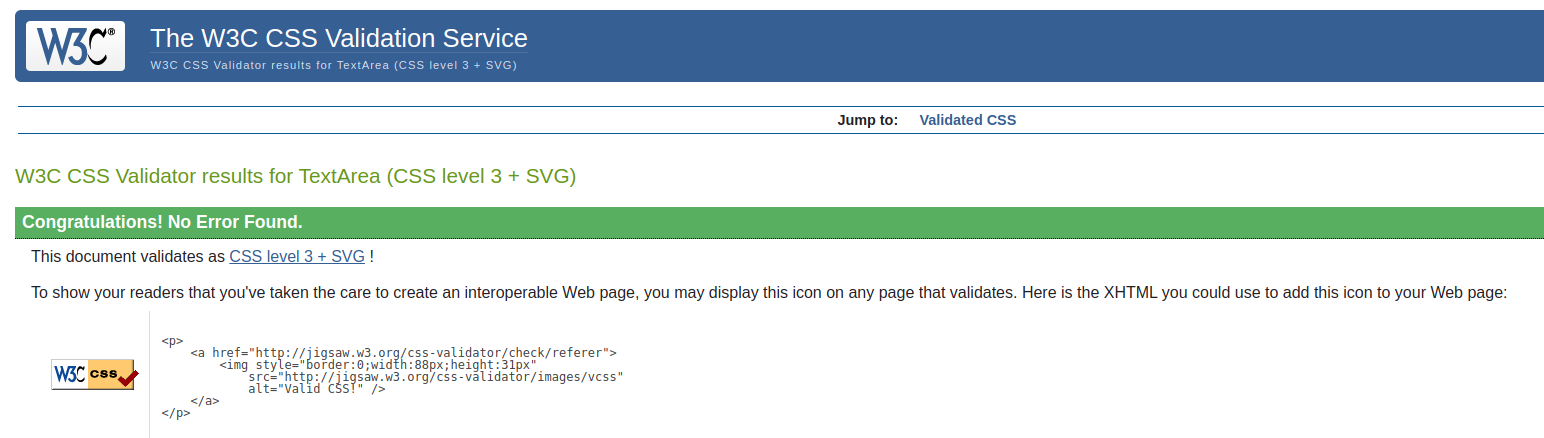 W3C®
The W3C CSS Validation Service
W3C CSS Validator results for TextArea (CSS level 3 + SVG)
Jump to: Validated CSS
W3C CSS Validator results for TextArea (CSS level 3 + SVG)
Congratulations! No Error Found.
This document validates as CSS level 3 + SVG !
To show your readers that you've taken the care to create an interoperable Web page, you may display this icon on any page that validates. Here is the XHTML you could use to add this icon to your Web page:
W3C css
<p>
    <a href="http://jigsaw.w3.org/css-validator/check/referer">
        <img style="border:0;width:88px;height:31px"
            src="http://jigsaw.w3.org/css-validator/images/vcss"
            alt="Valid CSS!" />
    </a>
</p>